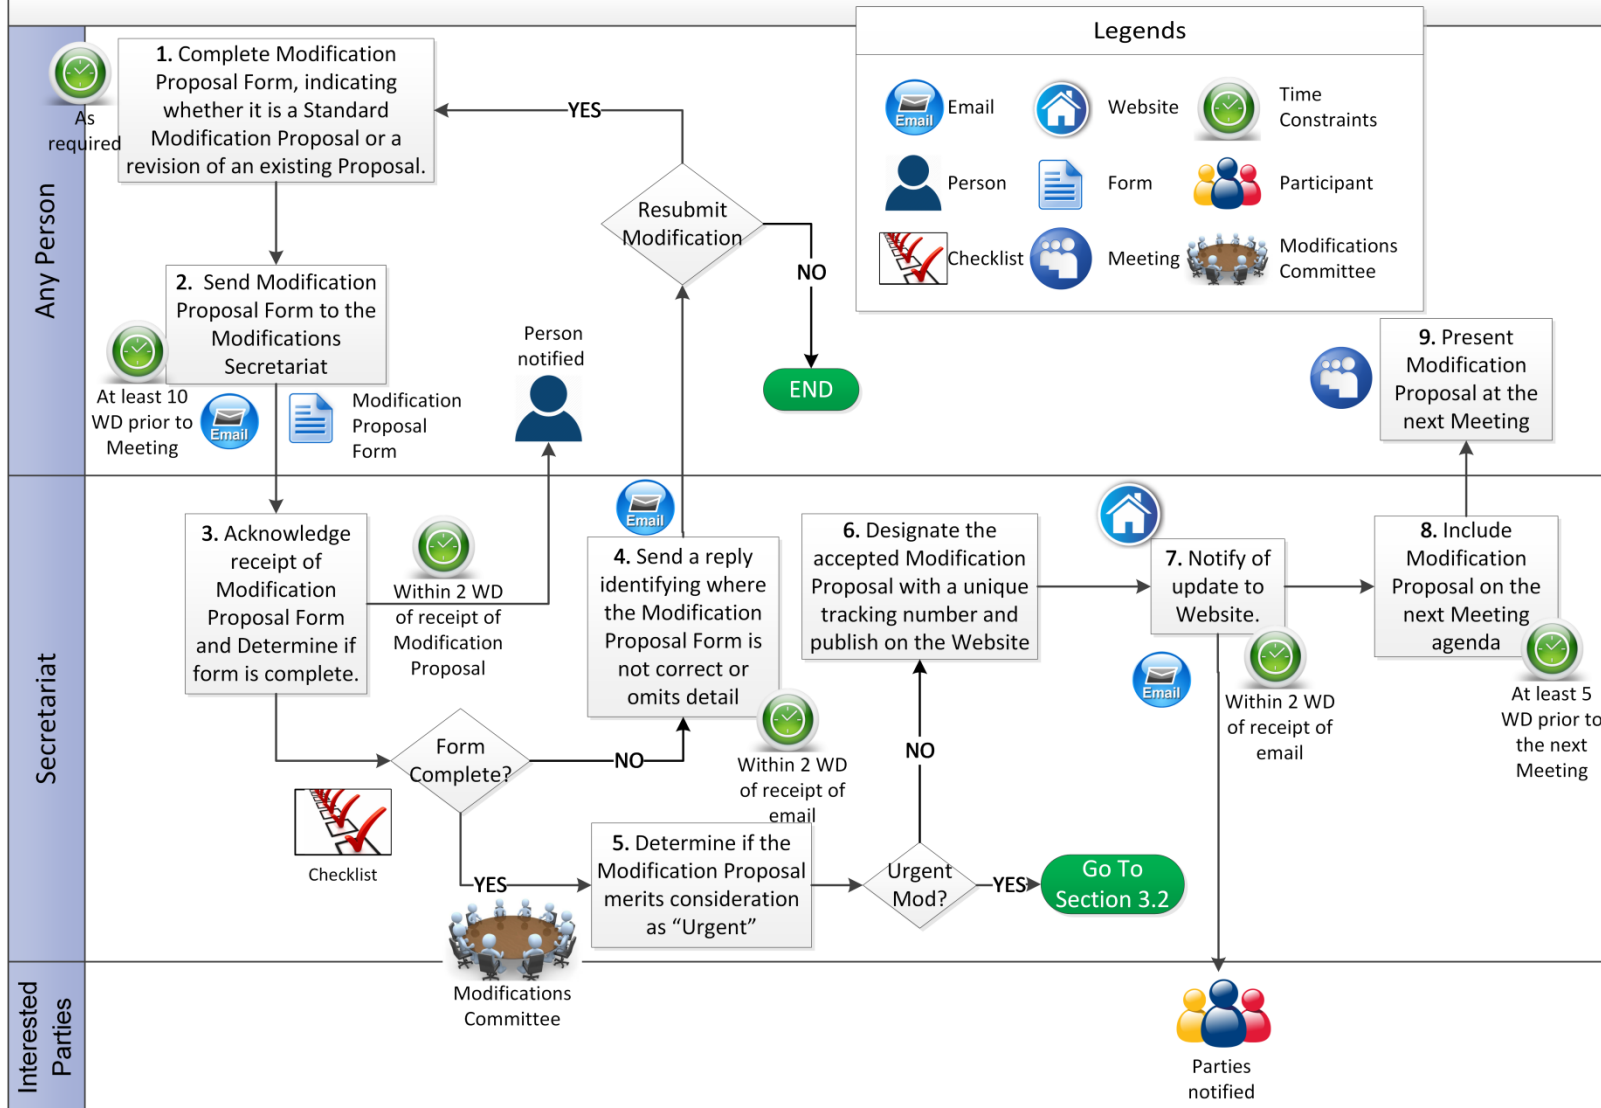 Legends
Email
Website
Time
Constraints
Person
Form
Participant
Checklist
Meeting
Modifications
Committee
Any Person
As
required
1. Complete Modification
Proposal Form, indicating
whether it is a Standard
Modification Proposal or a
revision of an existing Proposal.
YES
Resubmit
Modification
NO
END
2. Send Modification
Proposal Form to the
Modifications
Secretariat
At least 10
WD prior to
Meeting
Email
Modification
Proposal
Form
Person
notified
9. Present
Modification
Proposal at the
next Meeting
Secretariat
3. Acknowledge
receipt of
Modification
Proposal Form
and Determine if
form is complete.
Within 2 WD
of receipt of
Modification
Proposal
Email
4. Send a reply
identifying where
the Modification
Proposal Form is
not correct or
omits detail
Within 2 WD
of receipt of
email
Form
Complete?
NO
YES
Checklist
Modifications
Committee
5. Determine if the
Modification Proposal
merits consideration
as “Urgent”
Urgent
Mod?
YES
Go To
Section 3.2
NO
6. Designate the
accepted Modification
Proposal with a unique
tracking number and
publish on the Website
7. Notify of
update to
Website.
Email
Within 2 WD
of receipt of
email
8. Include
Modification
Proposal on the
next Meeting
agenda
At least 5
WD prior to
the next
Meeting
Interested
Parties
Parties
notified
Email